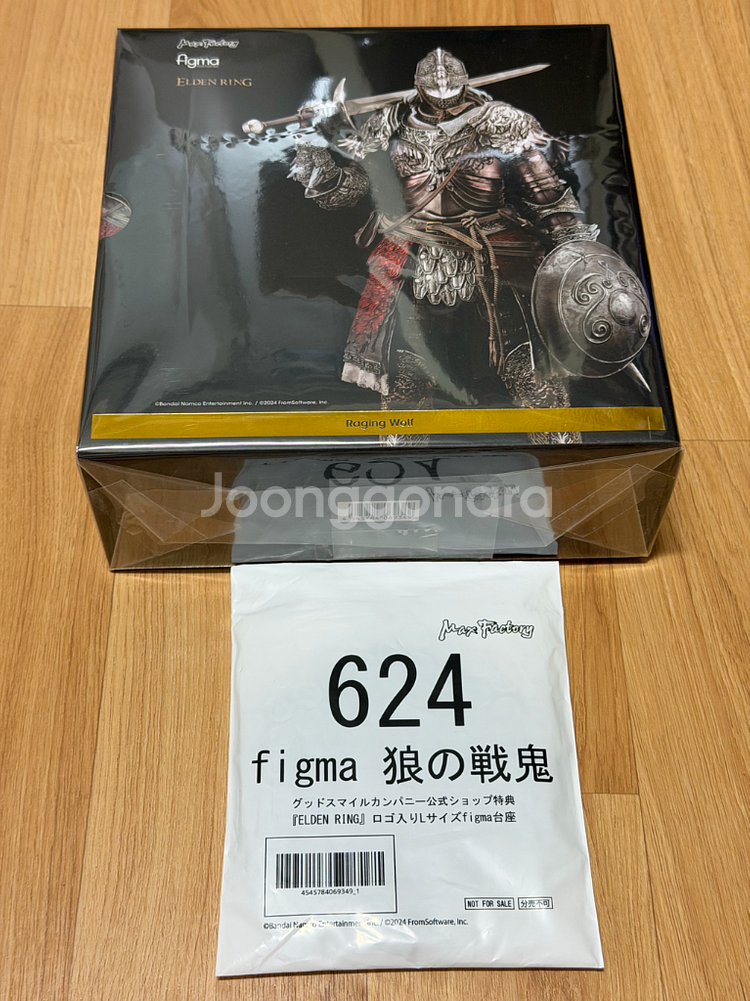 Max Factory
figma
ELDEN RING
©Bandai Namco Entertainment Inc. / ©2024 FromSoftware, Inc.
Raging Wolf
Joonggonara
Max Factory
624
figma 狼の戦鬼
グッドスマイルカンパニー公式ショップ特典
『ELDEN RING』ロゴ入りLサイズfigma台座
4545784069349_1
NOT FOR SALE 分売不可
©Bandai Namco Entertainment Inc. / ©2024 FromSoftware, Inc.